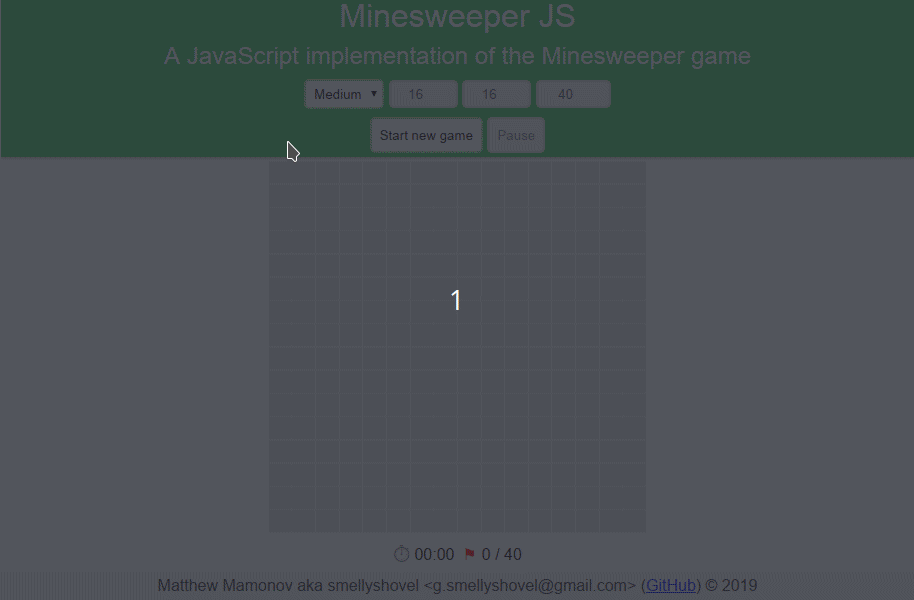 Minesweeper JS
A JavaScript implementation of the Minesweeper game
Medium 16 16 40
Start new game Pause
1
00:00 0 / 40
Matthew Mamonov aka smellyshovel <g.smellyshovel@gmail.com> (GitHub) © 2019